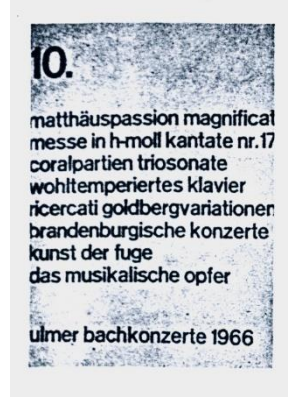 10.
matthäuspassion magnificat
messe in h-moll kantate nr.17
coralpartien triosonate
wohltemperiertes klavier
ricercati goldbergvariationen
brandenburgische konzerte
kunst der fuge
das musikalische opfer
ulmer bachkonzerte 1966